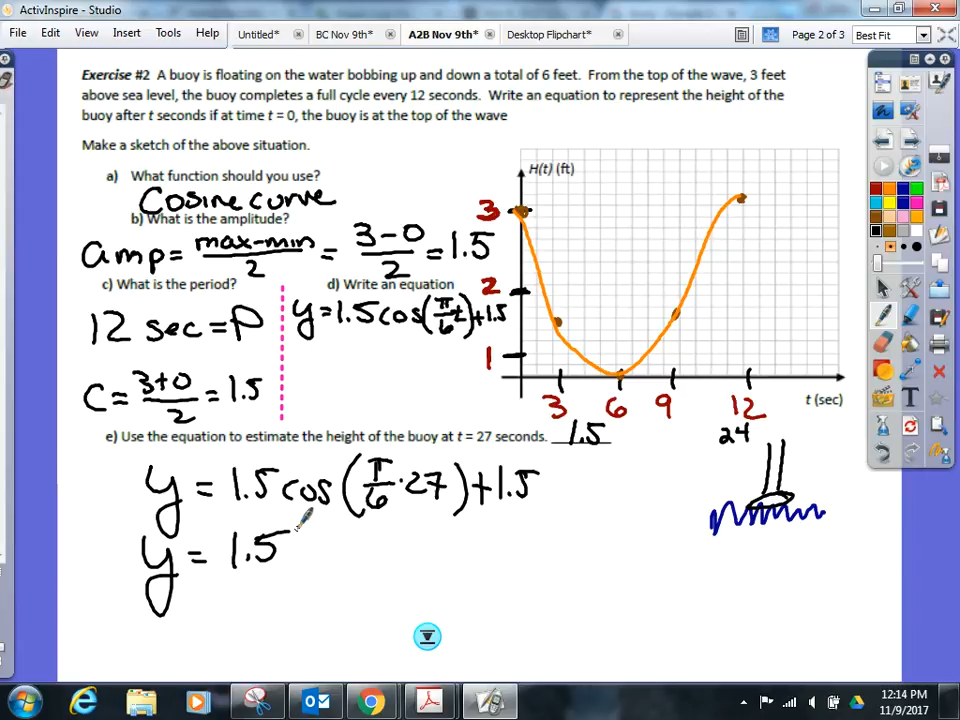 ActivInspire - Studio
File Edit View Insert Tools Help Untitled* BC Nov 9th* A2B Nov 9th* Desktop Flipchart* Page 2 of 3 Best Fit
Exercise #2 A buoy is floating on the water bobbing up and down a total of 6 feet. From the top of the wave, 3 feet
above sea level, the buoy completes a full cycle every 12 seconds. Write an equation to represent the height of the
buoy after t seconds if at time t = 0, the buoy is at the top of the wave
Make a sketch of the above situation.
a) What function should you use?
Cosine curve
b) What is the amplitude?
amp = max-min/2 = 3-0/2 = 1.5
c) What is the period?
12 sec = P
C = 3+0/2 = 1.5
d) Write an equation
y = 1.5 cos(π/6 t) + 1.5
H(t) (ft)
3
2
1
3 6 9 12
t (sec)
24
e) Use the equation to estimate the height of the buoy at t = 27 seconds. 1.5
y = 1.5 cos(π/6 · 27) + 1.5
y = 1.5
12:14 PM
11/9/2017